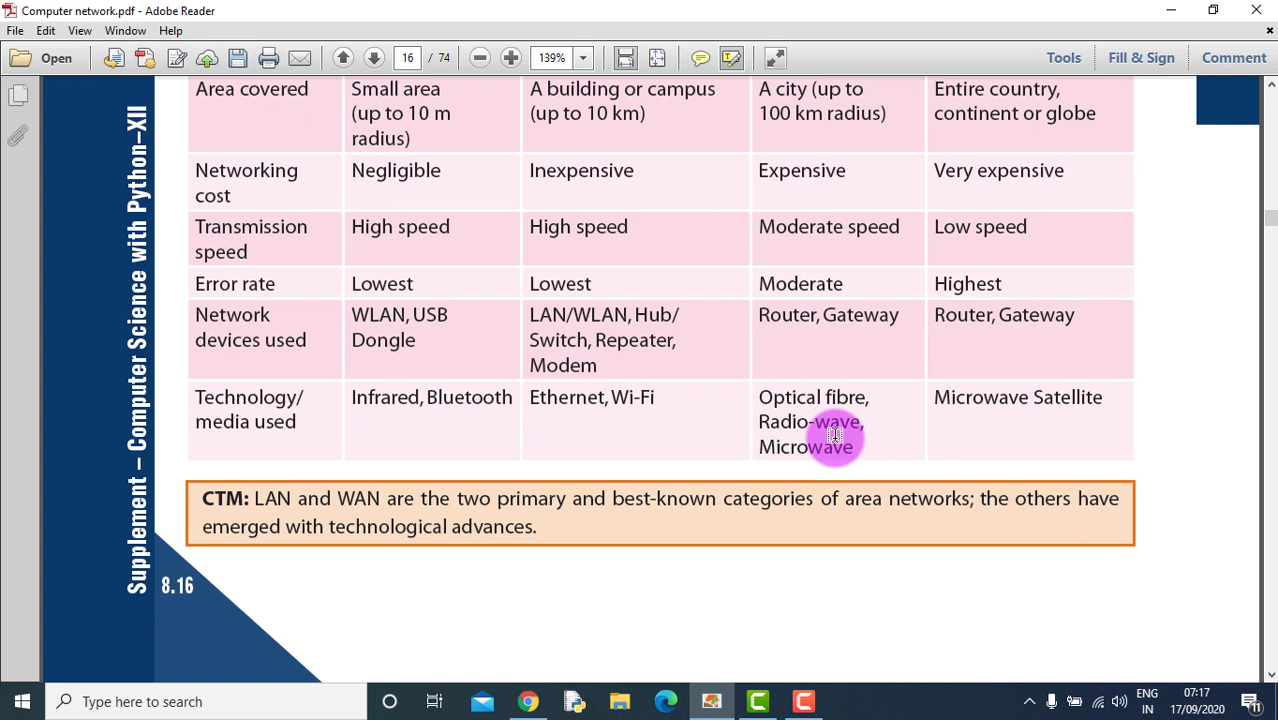 Computer network.pdf - Adobe Reader
File Edit View Window Help
Open 16 / 74 139% Tools Fill & Sign Comment
Supplement – Computer Science with Python–XII
Area covered
Small area
(up to 10 m
radius)
A building or campus
(up to 10 km)
A city (up to
100 km radius)
Entire country,
continent or globe
Networking
cost
Negligible
Inexpensive
Expensive
Very expensive
Transmission
speed
High speed
High speed
Moderate speed
Low speed
Error rate
Lowest
Lowest
Moderate
Highest
Network
devices used
WLAN, USB
Dongle
LAN/WLAN, Hub/
Switch, Repeater,
Modem
Router, Gateway
Router, Gateway
Technology/
media used
Infrared, Bluetooth
Ethernet, Wi-Fi
Optical fibre,
Radio-wave,
Microwave
Microwave Satellite
CTM: LAN and WAN are the two primary and best-known categories of area networks; the others have
emerged with technological advances.
8.16
Type here to search
ENG
IN
07:17
17/09/2020
11